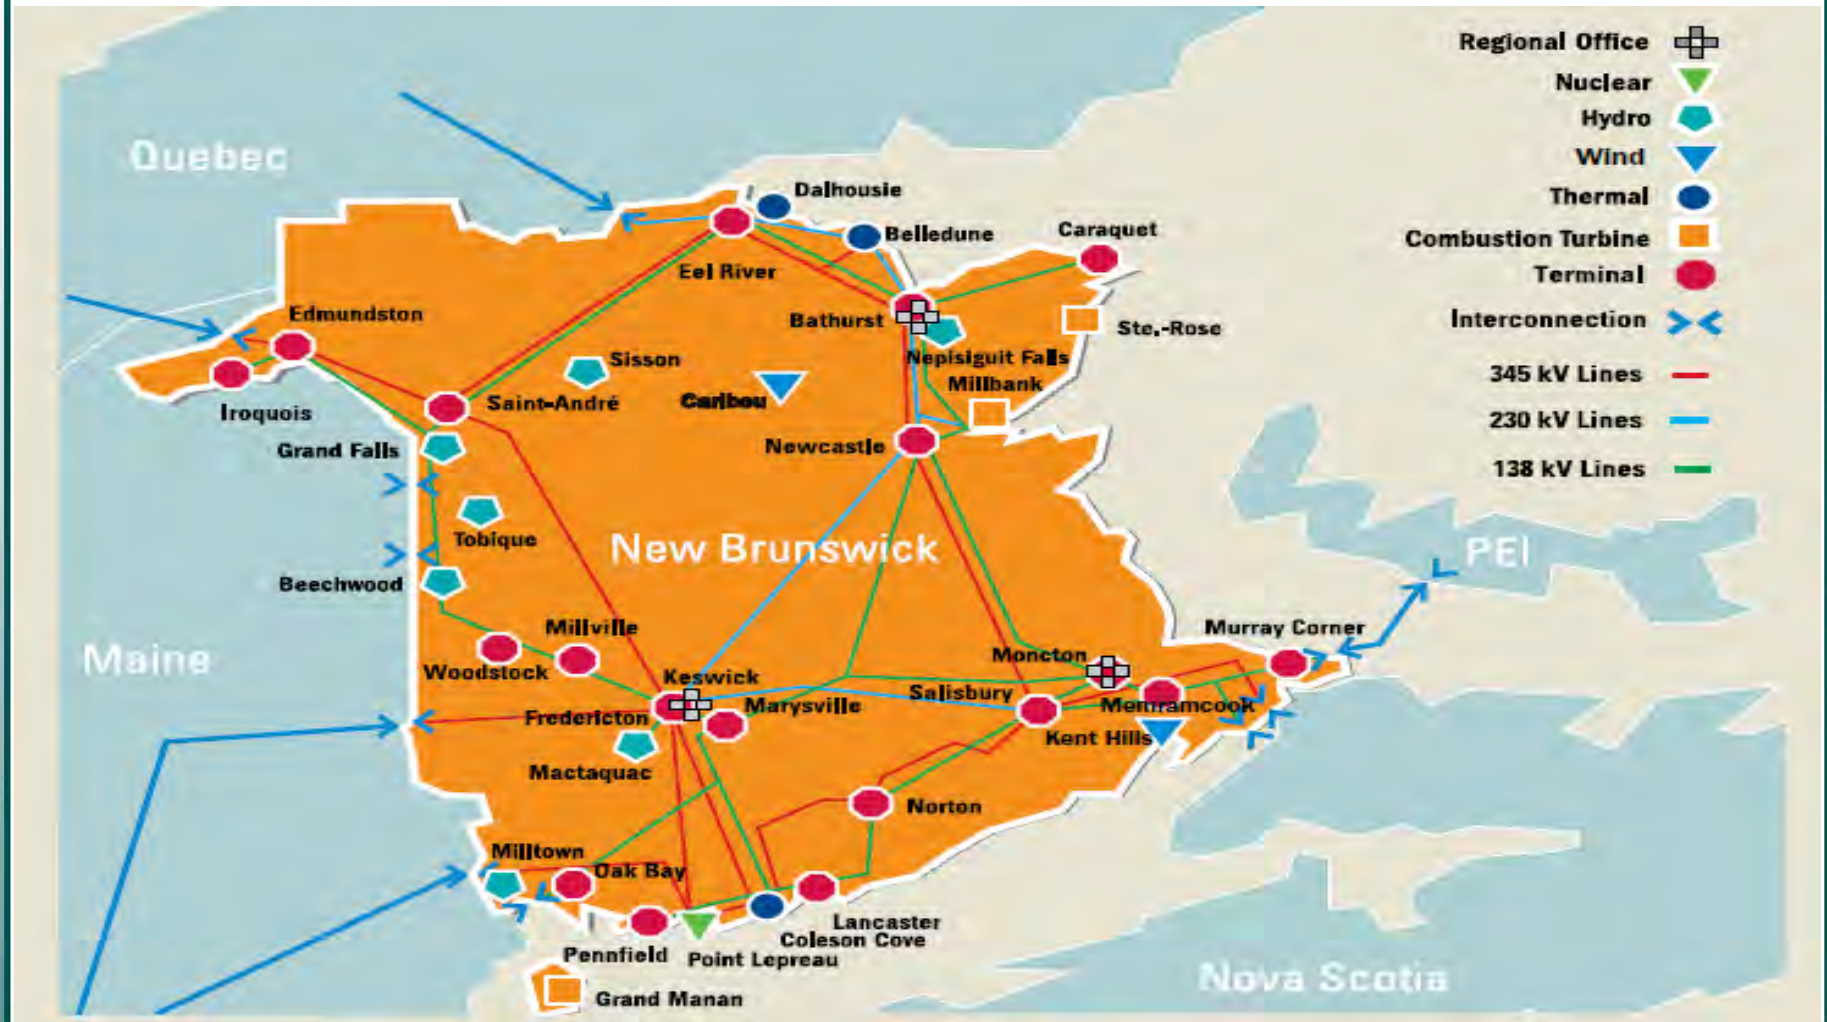 Regional Office
Nuclear
Hydro
Wind
Thermal
Combustion Turbine
Terminal
Interconnection
345 kV Lines
230 kV Lines
138 kV Lines
Quebec
Dalhousie
Belledune
Caraquet
Eel River
Edmundston
Bathurst
Ste.-Rose
Sisson
Nepisiguit Falls
Millbank
Caribou
Saint-André
Iroquois
Grand Falls
Newcastle
Tobique
New Brunswick
PEI
Beechwood
Millville
Murray Corner
Maine
Woodstock
Keswick
Moncton
Salisbury
Marysville
Memramcook
Fredericton
Kent Hills
Mactaquac
Norton
Milltown
Oak Bay
Lancaster
Coleson Cove
Pennfield
Point Lepreau
Nova Scotia
Grand Manan